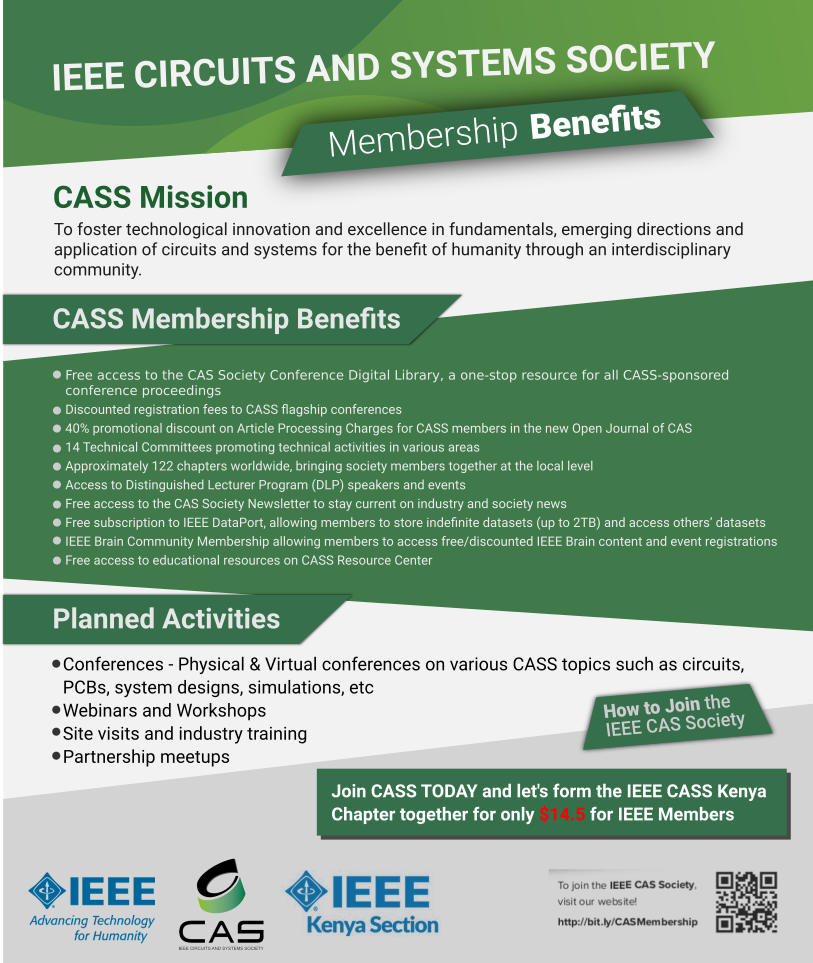 IEEE CIRCUITS AND SYSTEMS SOCIETY
Membership Benefits
CASS Mission
To foster technological innovation and excellence in fundamentals, emerging directions and
application of circuits and systems for the benefit of humanity through an interdisciplinary
community.
CASS Membership Benefits
● Free access to the CAS Society Conference Digital Library, a one-stop resource for all CASS-sponsored
conference proceedings
● Discounted registration fees to CASS flagship conferences
● 40% promotional discount on Article Processing Charges for CASS members in the new Open Journal of CAS
● 14 Technical Committees promoting technical activities in various areas
● Approximately 122 chapters worldwide, bringing society members together at the local level
● Access to Distinguished Lecturer Program (DLP) speakers and events
● Free access to the CAS Society Newsletter to stay current on industry and society news
● Free subscription to IEEE DataPort, allowing members to store indefinite datasets (up to 2TB) and access others’ datasets
● IEEE Brain Community Membership allowing members to access free/discounted IEEE Brain content and event registrations
● Free access to educational resources on CASS Resource Center
Planned Activities
● Conferences - Physical & Virtual conferences on various CASS topics such as circuits,
PCBs, system designs, simulations, etc
● Webinars and Workshops
● Site visits and industry training
● Partnership meetups
How to Join the
IEEE CAS Society
Join CASS TODAY and let's form the IEEE CASS Kenya
Chapter together for only $14.5 for IEEE Members
IEEE
Advancing Technology
for Humanity
CAS
IEEE CIRCUITS AND SYSTEMS SOCIETY
IEEE
Kenya Section
To join the IEEE CAS Society,
visit our website!
http://bit.ly/CASMembership